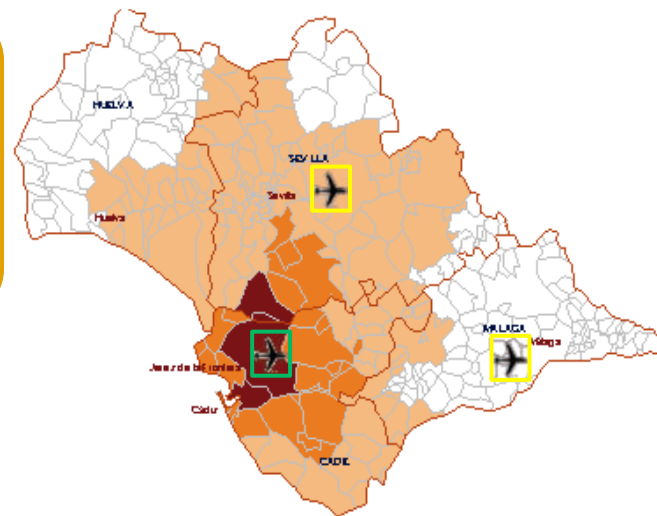 HUELVA
SEVILLA
Sevilla
Huelva
MALAGA
Málaga
Jerez de la Frontera
Cádiz
CADIZ